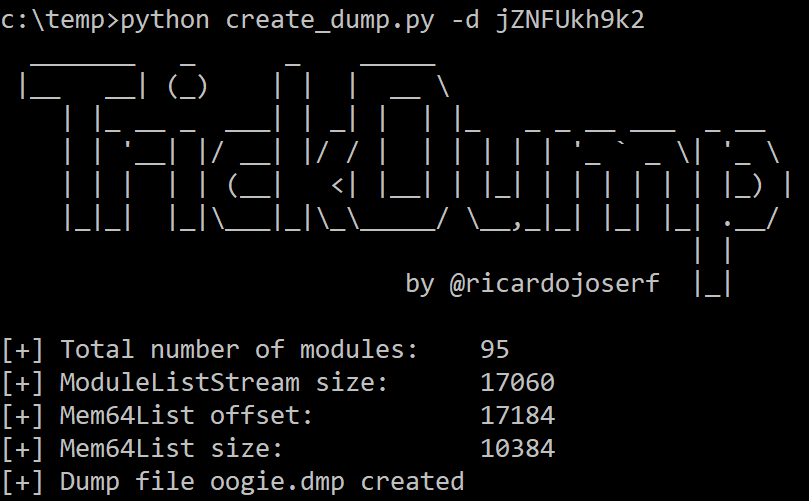 c:\temp>python create_dump.py -d jZNFUkh9k2
TrickDump
by @ricardojoserf
[+] Total number of modules: 95
[+] ModuleListStream size: 17060
[+] Mem64List offset: 17184
[+] Mem64List size: 10384
[+] Dump file oogie.dmp created